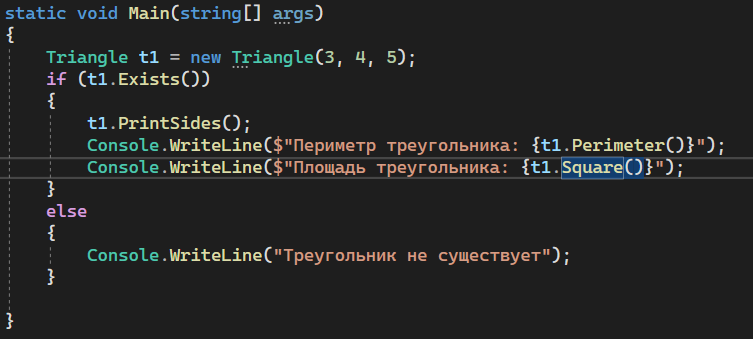 static void Main(string[] args)
{
    Triangle t1 = new Triangle(3, 4, 5);
    if (t1.Exists())
    {
        t1.PrintSides();
        Console.WriteLine($"Периметр треугольника: {t1.Perimeter()}");
        Console.WriteLine($"Площадь треугольника: {t1.Square()}");
    }
    else
    {
        Console.WriteLine("Треугольник не существует");
    }
}